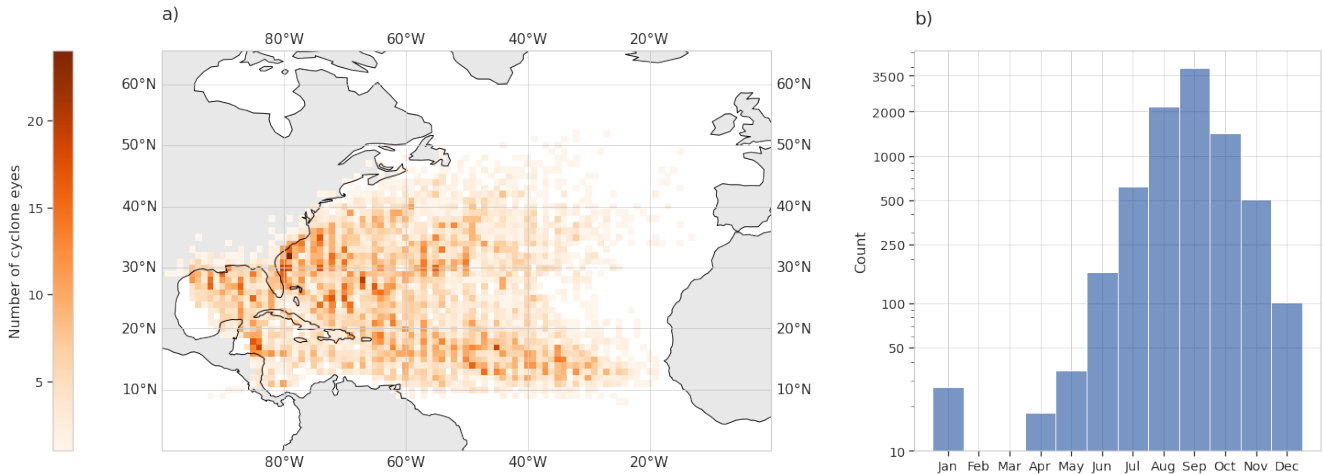 a)
b)
80°W 60°W 40°W 20°W
60°N 60°N
50°N 50°N
40°N 40°N
30°N 30°N
20°N 20°N
10°N 10°N
80°W 60°W 40°W 20°W
Number of cyclone eyes
20
15
10
5
Count
3500
2000
1000
500
250
100
50
10
Jan Feb Mar Apr May Jun Jul Aug Sep Oct Nov Dec